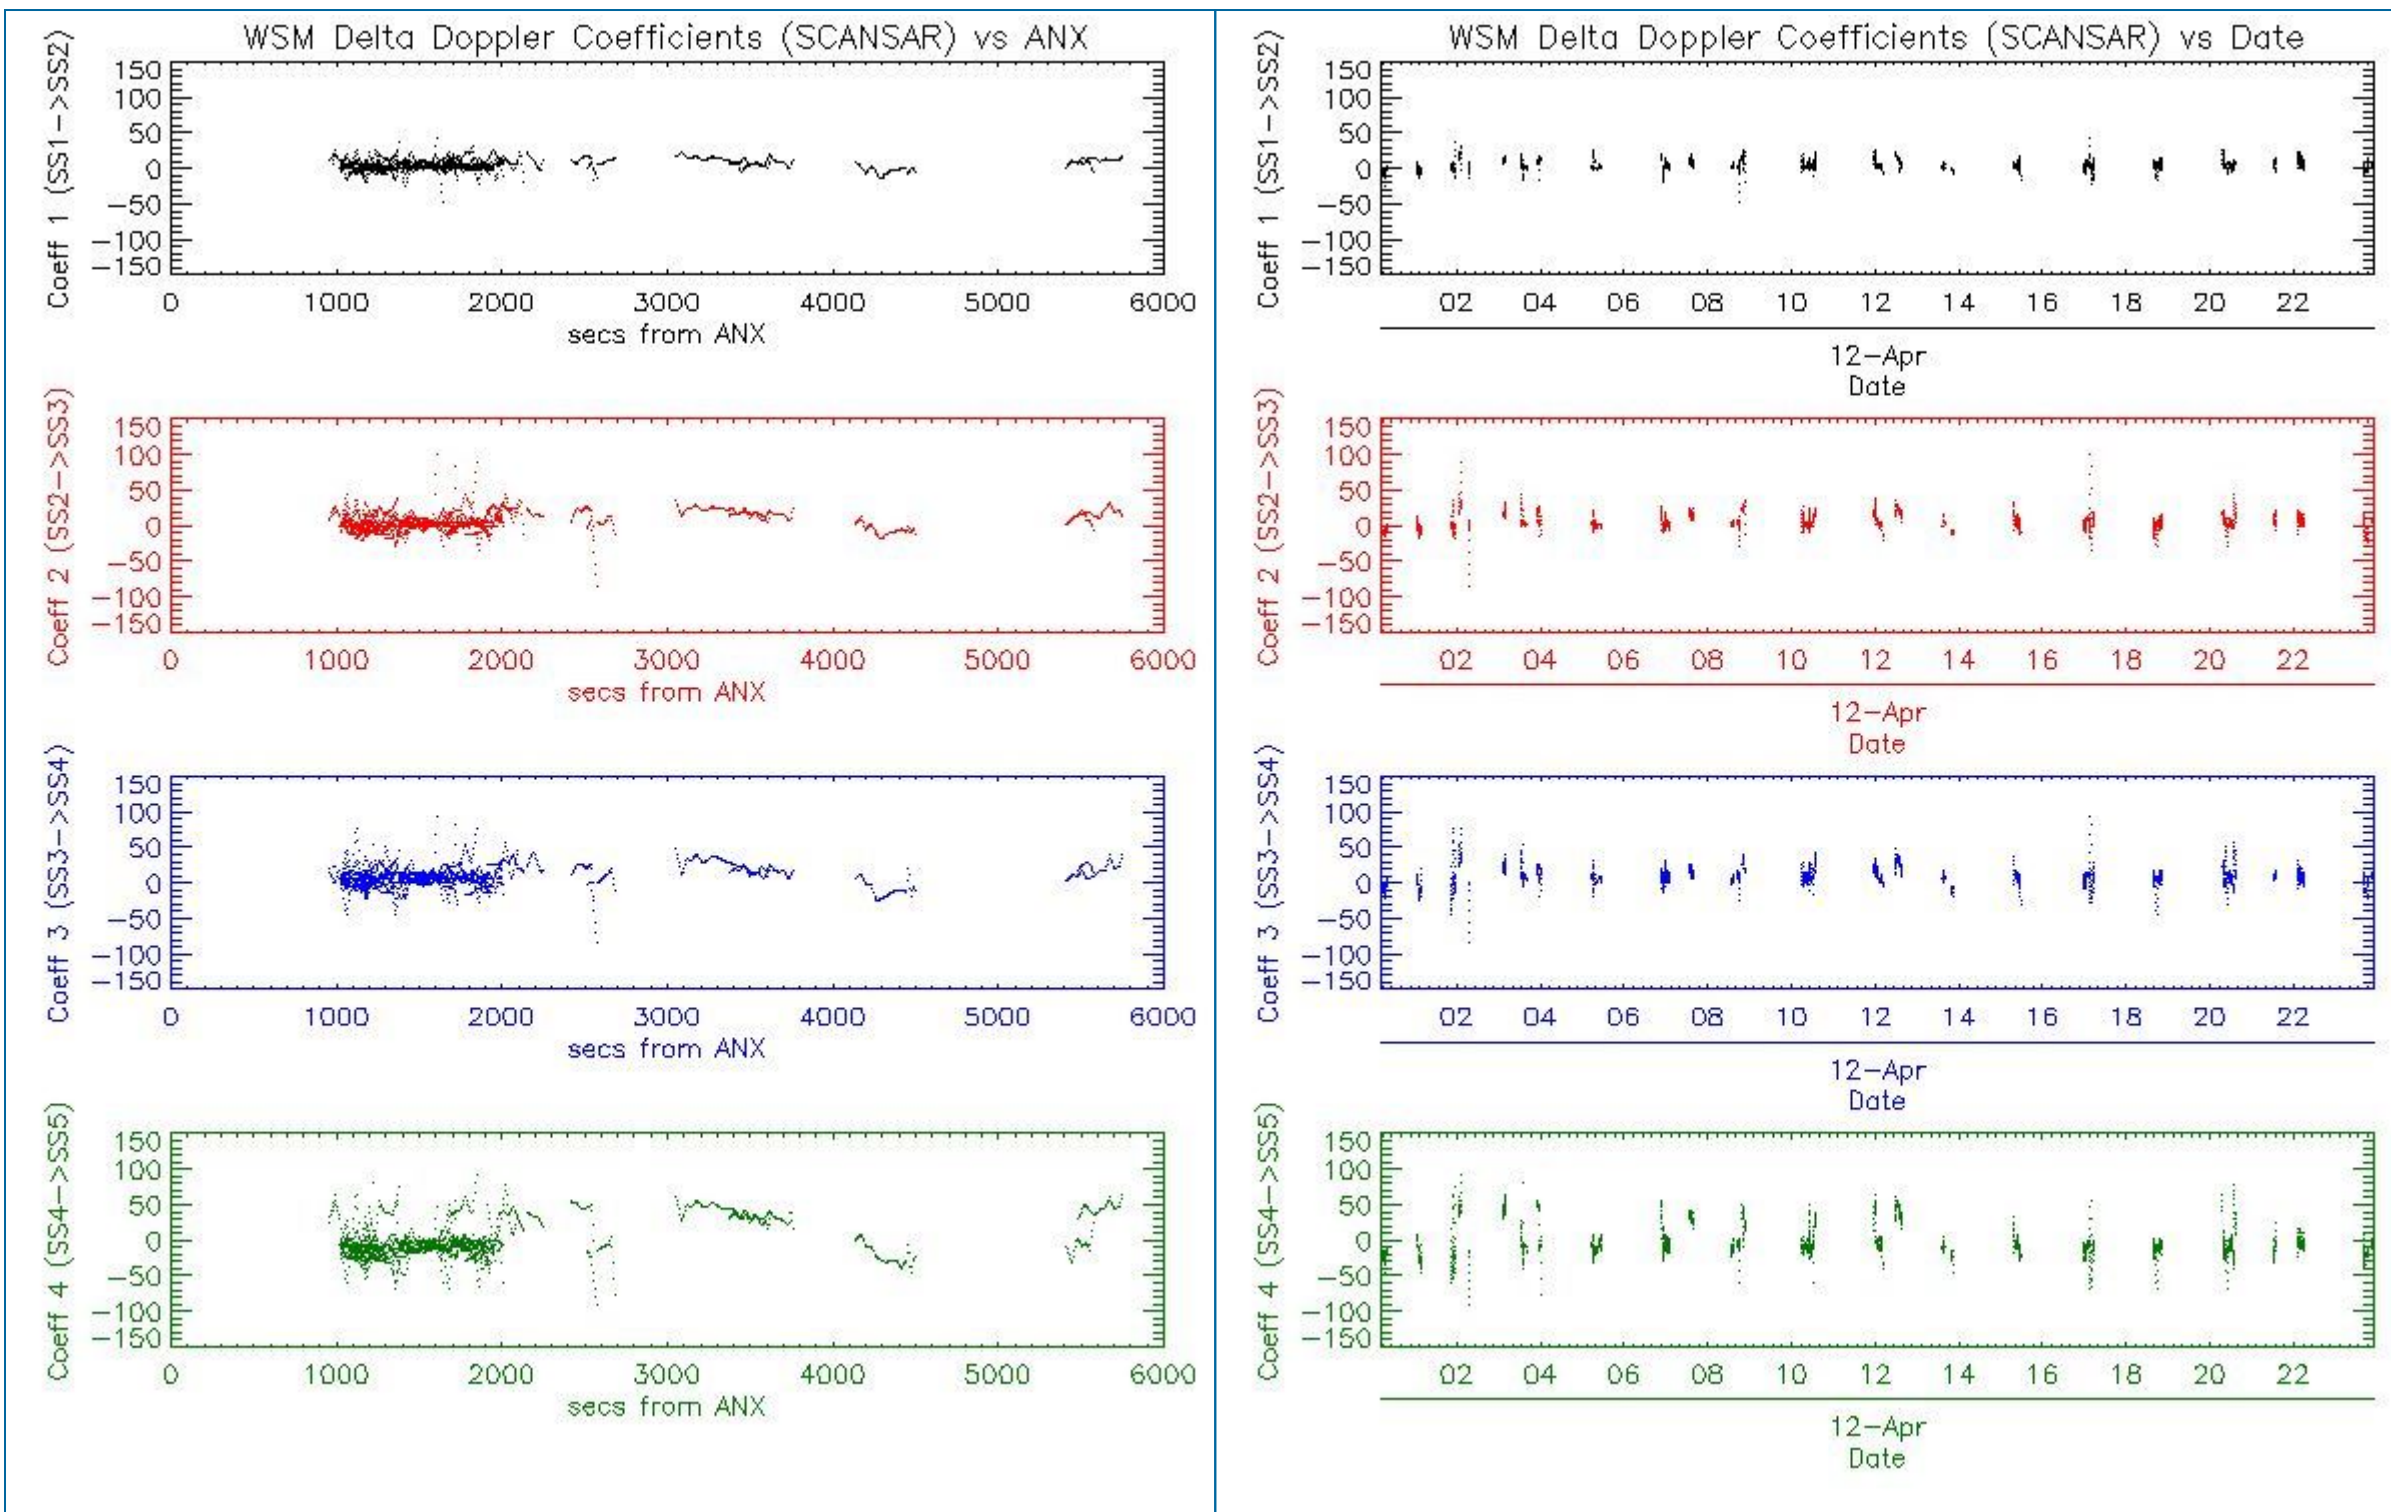 WSM Delta Doppler Coefficients (SCANSAR) vs ANX
Coeff 1 (SS1->SS2)
150
100
50
0
-50
-100
-150
0 1000 2000 3000 4000 5000 6000
secs from ANX
Coeff 2 (SS2->SS3)
150
100
50
0
-50
-100
-150
0 1000 2000 3000 4000 5000 6000
secs from ANX
Coeff 3 (SS3->SS4)
150
100
50
0
-50
-100
-150
0 1000 2000 3000 4000 5000 6000
secs from ANX
Coeff 4 (SS4->SS5)
150
100
50
0
-50
-100
-150
0 1000 2000 3000 4000 5000 6000
secs from ANX
WSM Delta Doppler Coefficients (SCANSAR) vs Date
Coeff 1 (SS1->SS2)
150
100
50
0
-50
-100
-150
02 04 06 08 10 12 14 16 18 20 22
12-Apr
Date
Coeff 2 (SS2->SS3)
150
100
50
0
-50
-100
-150
02 04 06 08 10 12 14 16 18 20 22
12-Apr
Date
Coeff 3 (SS3->SS4)
150
100
50
0
-50
-100
-150
02 04 06 08 10 12 14 16 18 20 22
12-Apr
Date
Coeff 4 (SS4->SS5)
150
100
50
0
-50
-100
-150
02 04 06 08 10 12 14 16 18 20 22
12-Apr
Date